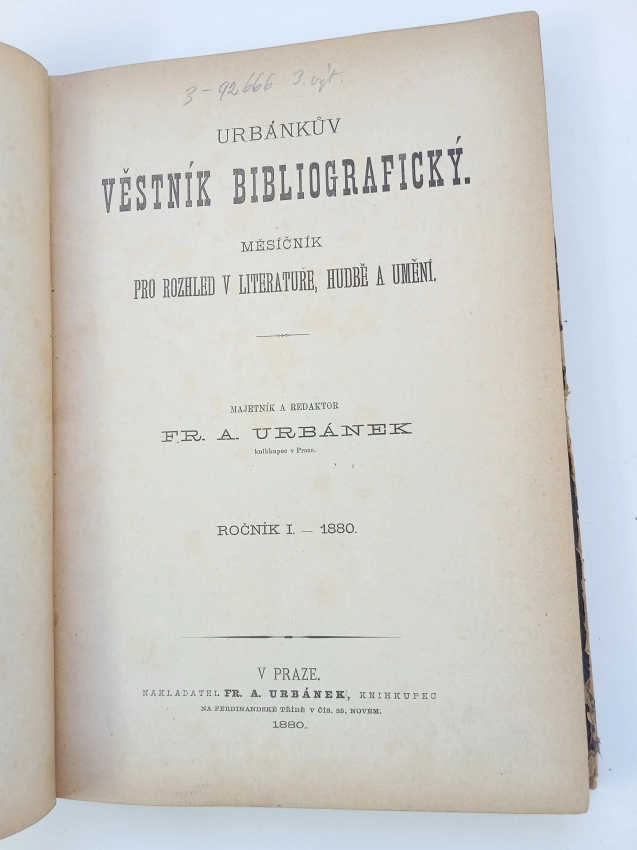 3-92666 I. výt.
URBÁNKŮV
VĚSTNÍK BIBLIOGRAFICKÝ.
MĚSÍČNÍK
PRO ROZHLED V LITERATUŘE, HUDBĚ A UMĚNÍ.
MAJETNÍK A REDAKTOR
FR. A. URBÁNEK
knihkupec v Praze.
ROČNÍK I. — 1880.
V PRAZE.
NAKLADATEL FR. A. URBÁNEK, KNIHKUPEC
NA FERDINANDSKÉ TŘÍDĚ V ČÍS. 25. NOVÉM.
1880.